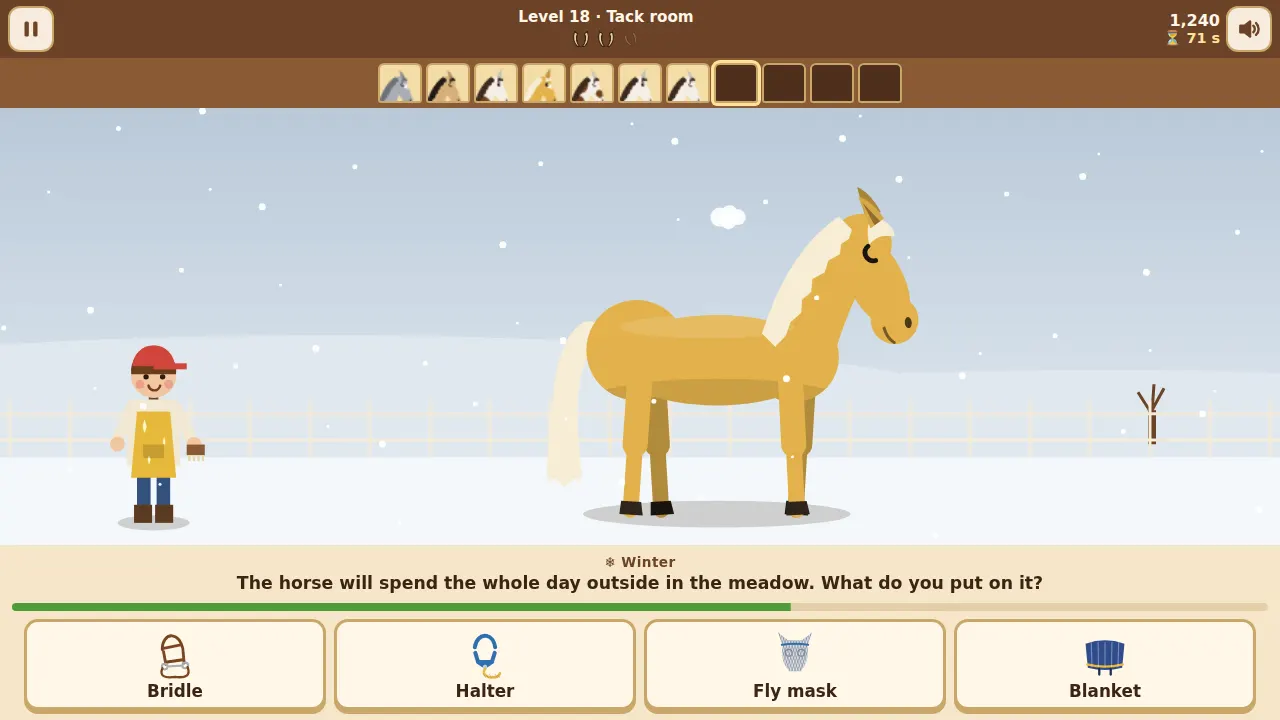 Level 18 · Tack room
1,240
⏳ 71 s
❄ Winter
The horse will spend the whole day outside in the meadow. What do you put on it?
Bridle
Halter
Fly mask
Blanket